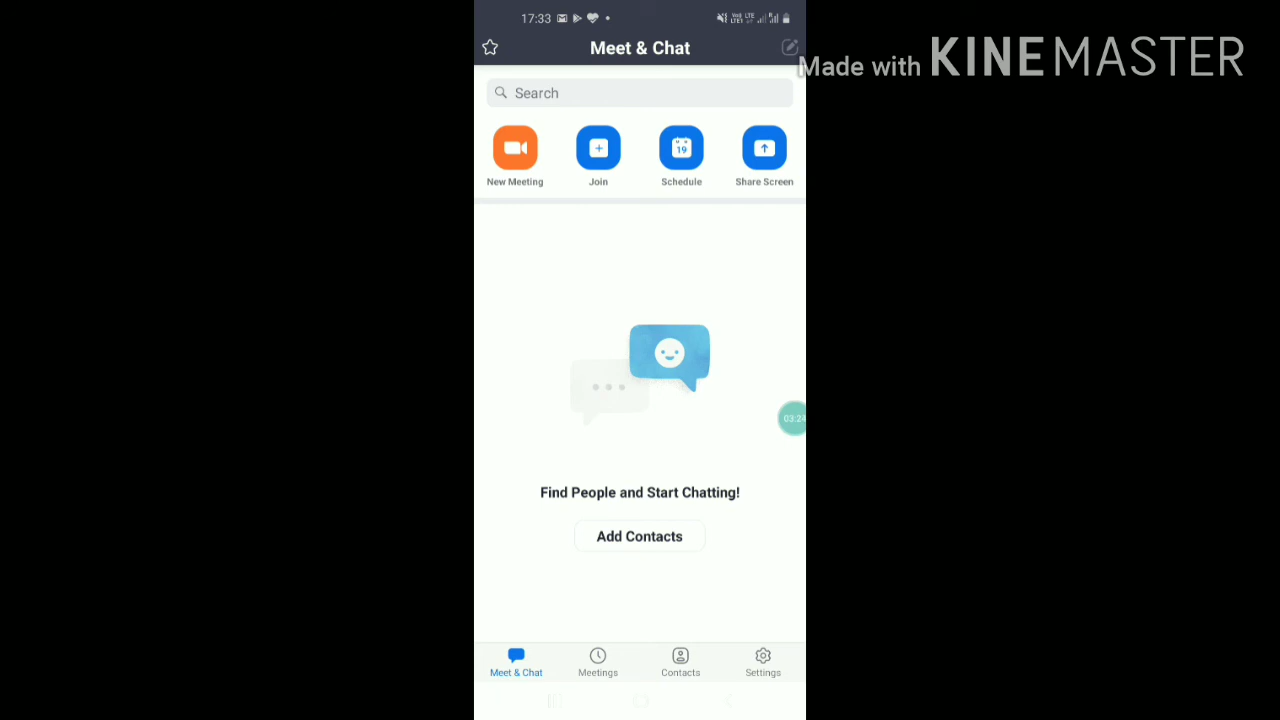 17:33
Meet & Chat
Made with KINEMASTER
Search
19
New Meeting
Join
Schedule
Share Screen
Find People and Start Chatting!
Add Contacts
Meet & Chat
Meetings
Contacts
Settings